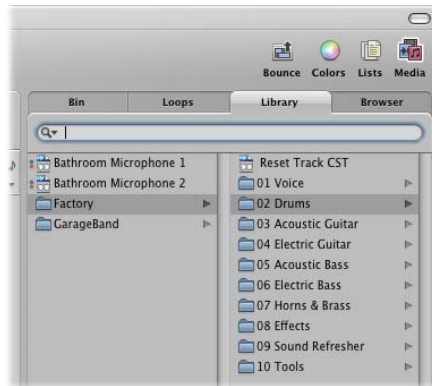 Bounce Colors Lists Media
Bin Loops Library Browser
Bathroom Microphone 1
Bathroom Microphone 2
Factory
GarageBand
Reset Track CST
01 Voice
02 Drums
03 Acoustic Guitar
04 Electric Guitar
05 Acoustic Bass
06 Electric Bass
07 Horns & Brass
08 Effects
09 Sound Refresher
10 Tools